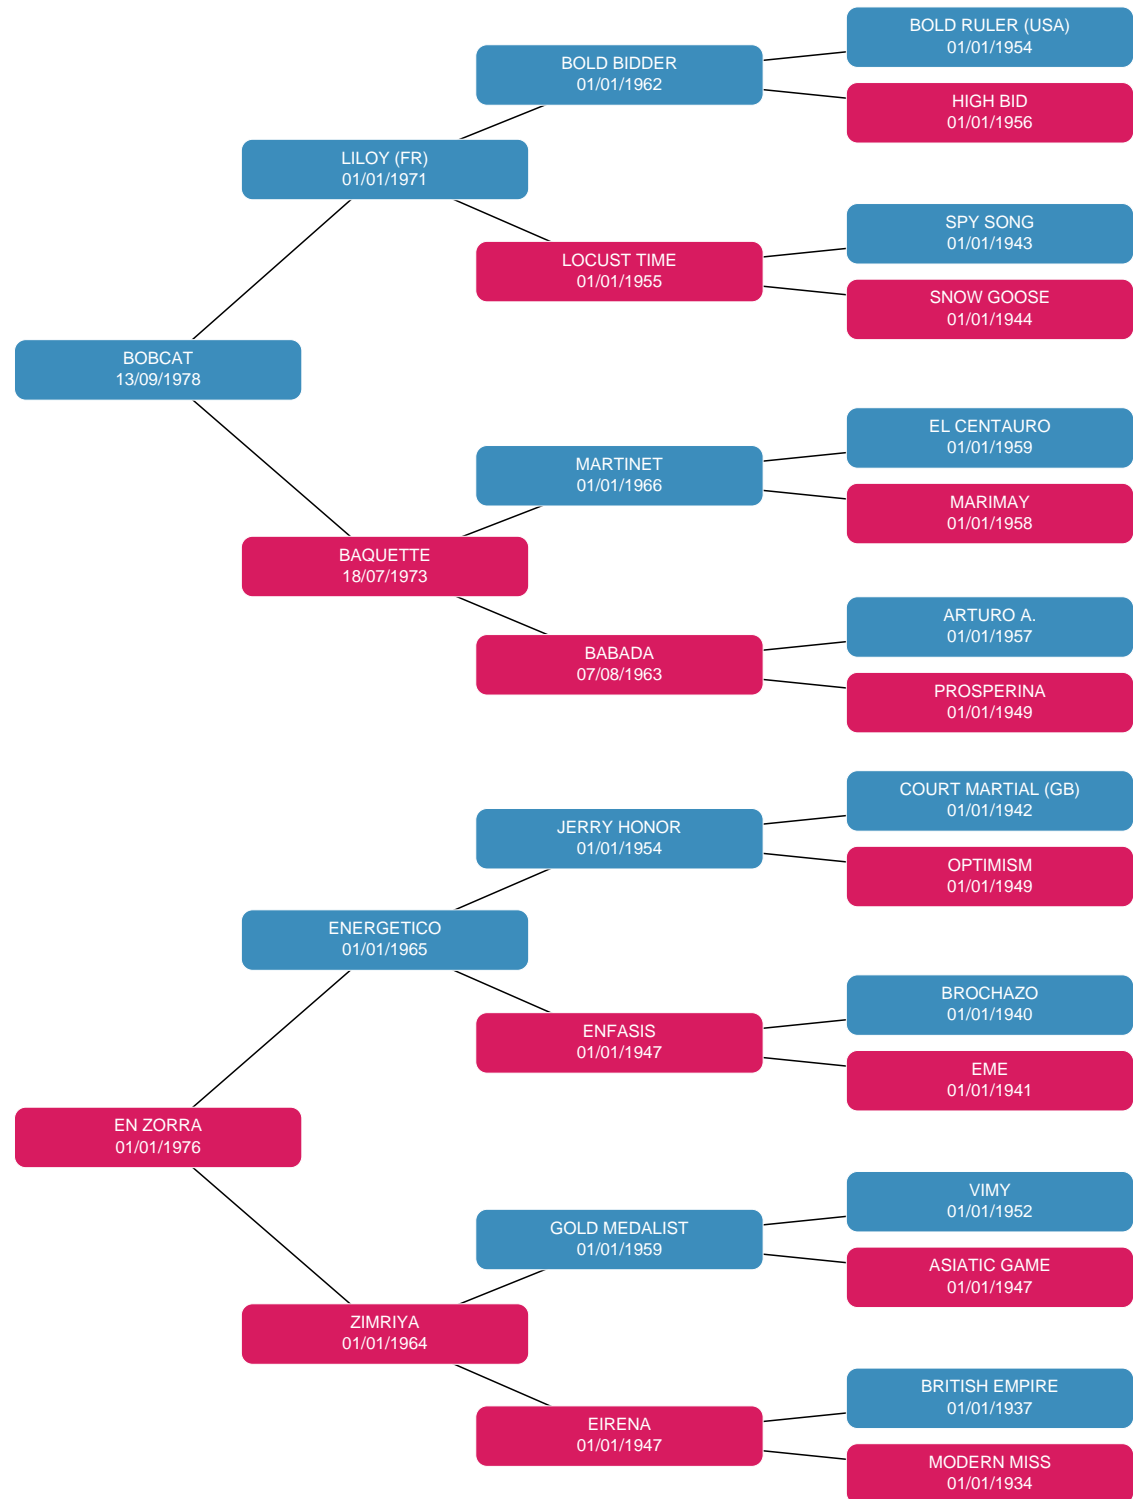 BOLD RULER (USA)
01/01/1954
BOLD BIDDER
01/01/1962
HIGH BID
01/01/1956
LILOY (FR)
01/01/1971
SPY SONG
01/01/1943
LOCUST TIME
01/01/1955
SNOW GOOSE
01/01/1944
BOBCAT
13/09/1978
EL CENTAURO
01/01/1959
MARTINET
01/01/1966
MARIMAY
01/01/1958
BAQUETTE
18/07/1973
ARTURO A.
01/01/1957
BABADA
07/08/1963
PROSPERINA
01/01/1949
COURT MARTIAL (GB)
01/01/1942
JERRY HONOR
01/01/1954
OPTIMISM
01/01/1949
ENERGETICO
01/01/1965
BROCHAZO
01/01/1940
ENFASIS
01/01/1947
EME
01/01/1941
EN ZORRA
01/01/1976
VIMY
01/01/1952
GOLD MEDALIST
01/01/1959
ASIATIC GAME
01/01/1947
ZIMRIYA
01/01/1964
BRITISH EMPIRE
01/01/1937
EIRENA
01/01/1947
MODERN MISS
01/01/1934